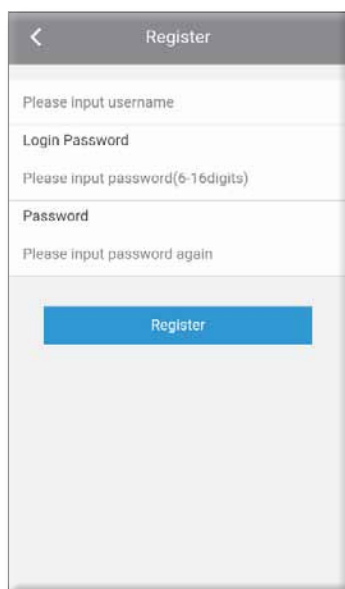 Register
Please input username
Login Password
Please input password(6-16digits)
Password
Please input password again
Register